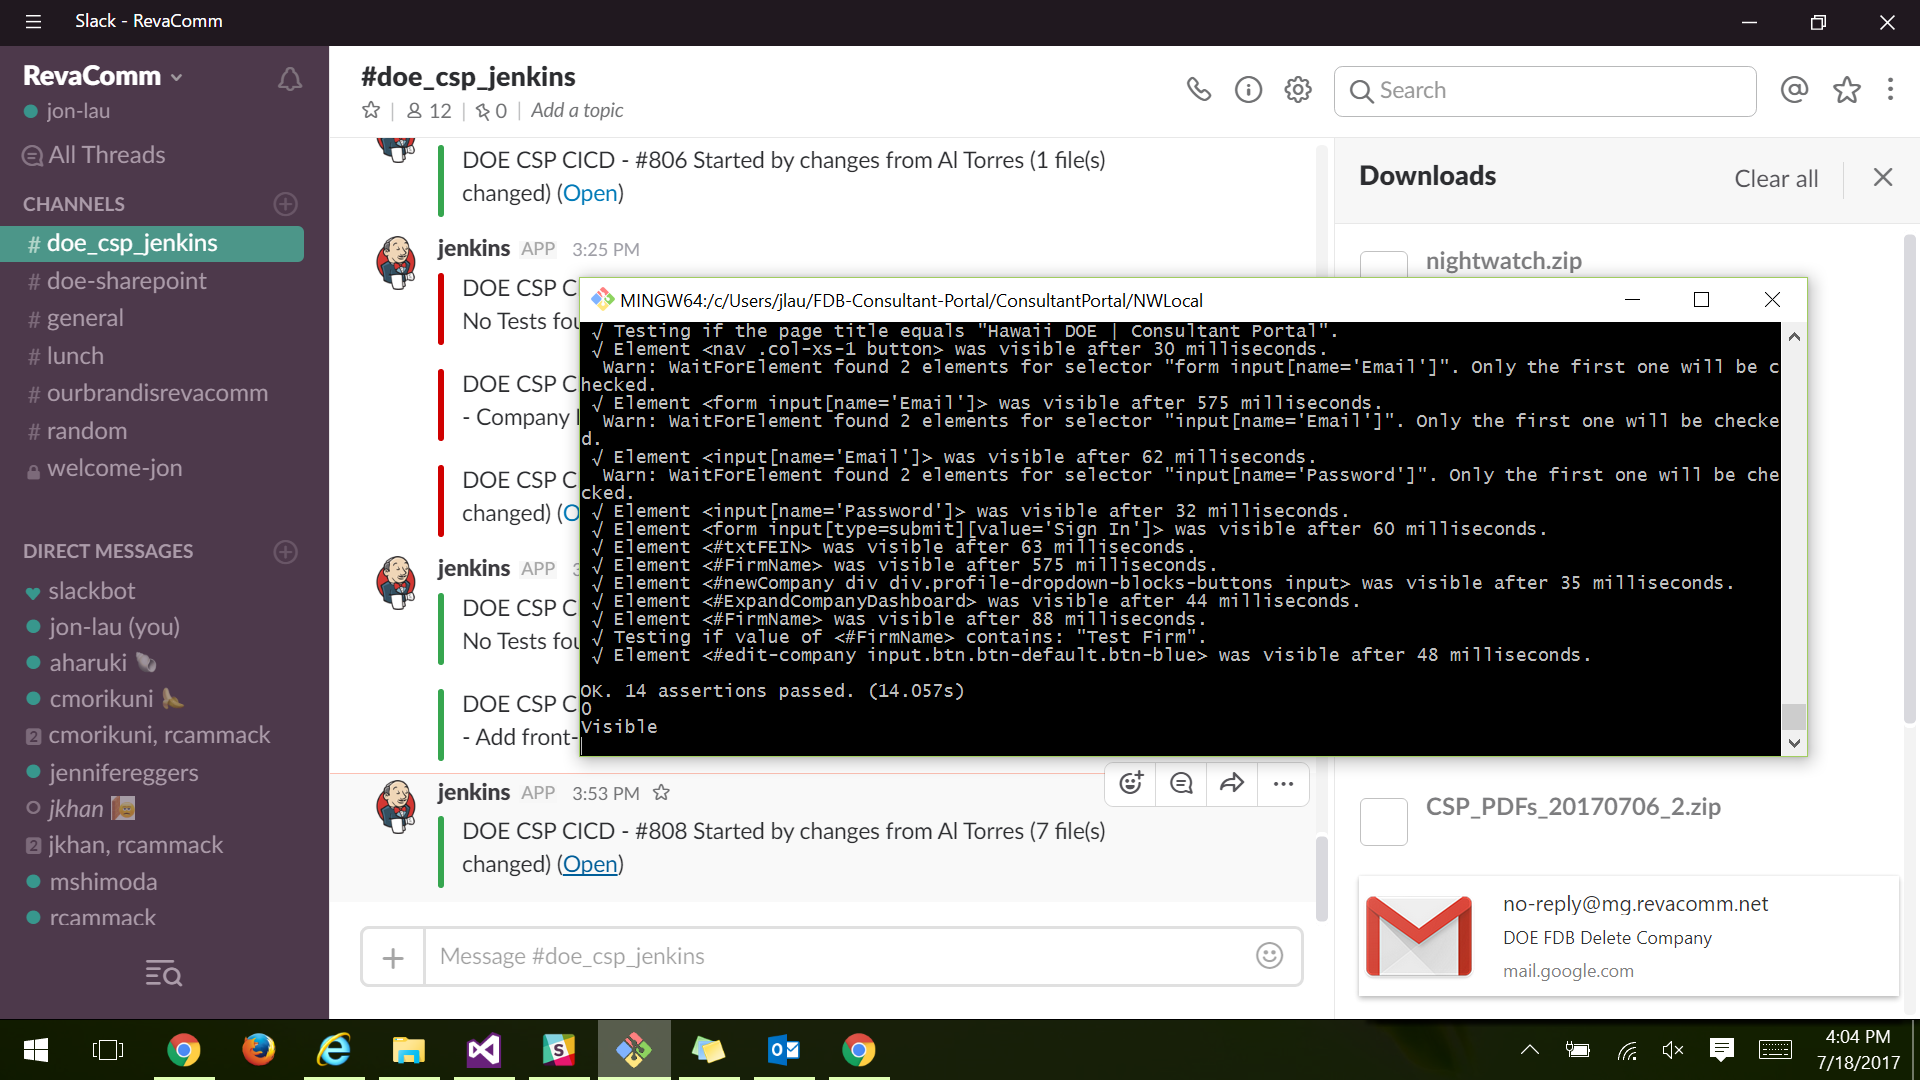 Slack - RevaComm
RevaComm
jon-lau
All Threads
CHANNELS
# doe_csp_jenkins
# doe-sharepoint
# general
# lunch
# ourbrandisrevacomm
# random
welcome-jon
DIRECT MESSAGES
slackbot
jon-lau (you)
aharuki
cmorikuni
2 cmorikuni, rcammack
jennifereggers
jkhan
2 jkhan, rcammack
mshimoda
rcammack
#doe_csp_jenkins
12 | 0 | Add a topic
Search
DOE CSP CICD - #806 Started by changes from Al Torres (1 file(s)
changed) (Open)
jenkins APP 3:25 PM
DOE CSP C
No Tests fou
DOE CSP C
- Company
DOE CSP C
changed) (O
jenkins APP 3
DOE CSP C
No Tests fou
DOE CSP C
- Add front-
jenkins APP 3:53 PM
DOE CSP CICD - #808 Started by changes from Al Torres (7 file(s)
changed) (Open)
Message #doe_csp_jenkins
MINGW64:/c/Users/jlau/FDB-Consultant-Portal/ConsultantPortal/NWLocal
√ Testing if the page title equals "Hawaii DOE | Consultant Portal".
√ Element <nav .col-xs-1 button> was visible after 30 milliseconds.
Warn: WaitForElement found 2 elements for selector "form input[name='Email']". Only the first one will be c
hecked.
√ Element <form input[name='Email']> was visible after 575 milliseconds.
Warn: WaitForElement found 2 elements for selector "input[name='Email']". Only the first one will be checke
d.
√ Element <input[name='Email']> was visible after 62 milliseconds.
Warn: WaitForElement found 2 elements for selector "input[name='Password']". Only the first one will be che
cked.
√ Element <input[name='Password']> was visible after 32 milliseconds.
√ Element <form input[type=submit][value='Sign In']> was visible after 60 milliseconds.
√ Element <#txtFEIN> was visible after 63 milliseconds.
√ Element <#FirmName> was visible after 575 milliseconds.
√ Element <#newCompany div div.profile-dropdown-blocks-buttons input> was visible after 35 milliseconds.
√ Element <#ExpandCompanyDashboard> was visible after 44 milliseconds.
√ Element <#FirmName> was visible after 88 milliseconds.
√ Testing if value of <#FirmName> contains: "Test Firm".
√ Element <#edit-company input.btn.btn-default.btn-blue> was visible after 48 milliseconds.
OK. 14 assertions passed. (14.057s)
0
Visible
Downloads
Clear all
nightwatch.zip
CSP_PDFs_20170706_2.zip
no-reply@mg.revacomm.net
DOE FDB Delete Company
mail.google.com
4:04 PM
7/18/2017